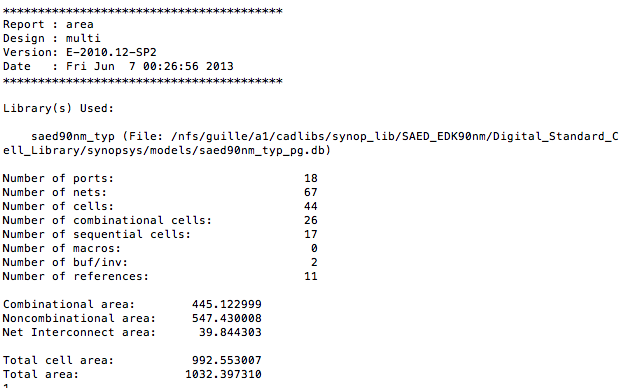 ****************************************
Report : area
Design : multi
Version: E-2010.12-SP2
Date   : Fri Jun  7 00:26:56 2013
****************************************

Library(s) Used:

    saed90nm_typ (File: /nfs/guille/a1/cadlibs/synop_lib/SAED_EDK90nm/Digital_Standard_C
ell_Library/synopsys/models/saed90nm_typ_pg.db)

Number of ports:                           18
Number of nets:                            67
Number of cells:                           44
Number of combinational cells:             26
Number of sequential cells:                17
Number of macros:                           0
Number of buf/inv:                          2
Number of references:                      11

Combinational area:        445.122999
Noncombinational area:     547.430008
Net Interconnect area:      39.844303

Total cell area:           992.553007
Total area:               1032.397310
1